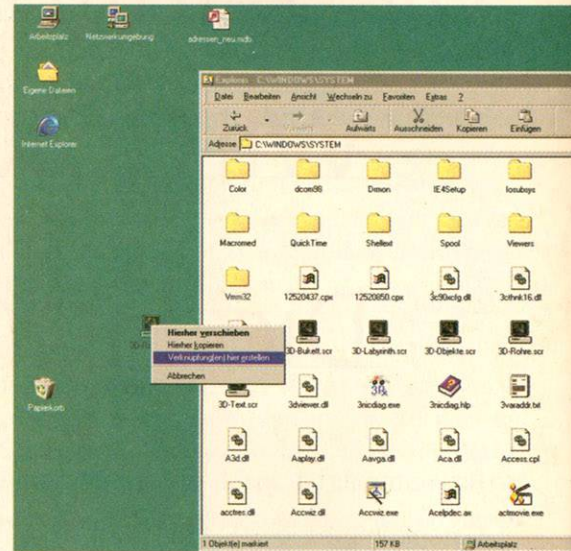 Arbeitsplatz
Netzwerkumgebung
adressen_neu.mdb
Eigene Dateien
Internet Explorer
Papierkorb
Explorer - C:\WINDOWS\SYSTEM
Datei Bearbeiten Ansicht Wechseln zu Favoriten Extras ?
Zurück Vorwärts Aufwärts Ausschneiden Kopieren Einfügen
Adresse C:\WINDOWS\SYSTEM
Color dcom98 Drmon IE4Setup Iosubsys
Macromed QuickTime Shellext Spool Viewers
Vmm32 12520437.cpx 12520850.cpx 3c90xcfg.dll 3cthnk16.dll
3D-Bukett.scr 3D-Labyrinth.scr 3D-Objekte.scr 3D-Rohre.scr
Hierher verschieben
Hierher kopieren
Verknüpfung(en) hier erstellen
Abbrechen
3D-Text.scr 3dviewer.dll 3nicdiag.exe 3nicdiag.hlp 3varaddr.txt
A3d.dll Aaplay.dll Aavga.dll Aca.dll Access.cpl
acctres.dll Accwiz.dll Accwiz.exe Acelpdec.ax actmovie.exe
1 Objekt(e) markiert 157 KB Arbeitsplatz